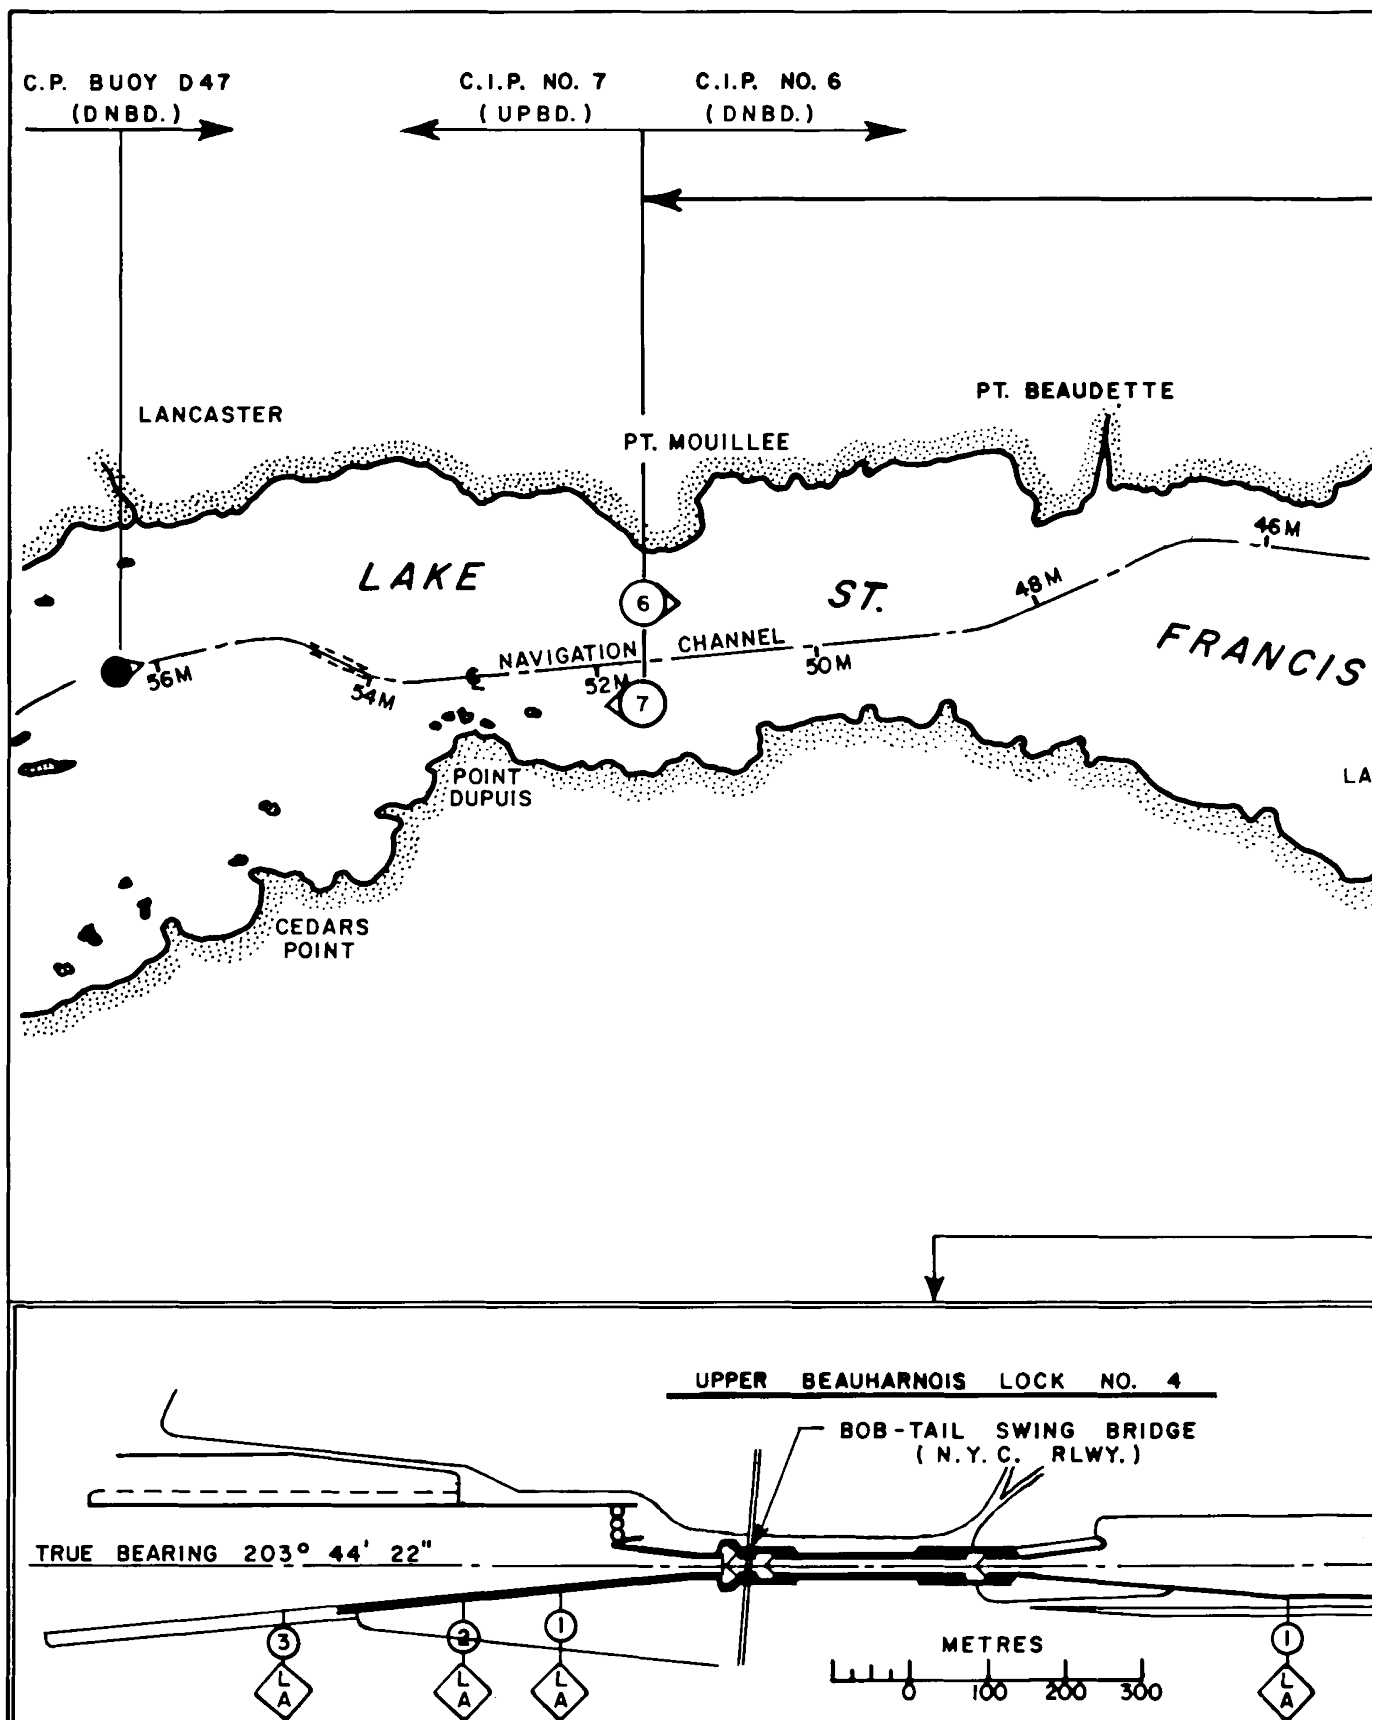 C.P. BUOY D47
(DNBD.)
C.I.P. NO. 7
(UPBD.)
C.I.P. NO. 6
(DNBD.)
PT. BEAUDETTE
LANCASTER
PT. MOUILLEE
46M
LAKE
ST.
48M
6
FRANCIS
NAVIGATION CHANNEL
50M
56M
54M
52M
7
POINT
DUPUIS
LA
CEDARS
POINT
UPPER BEAUHARNOIS LOCK NO. 4
BOB-TAIL SWING BRIDGE
(N.Y.C. RLWY.)
TRUE BEARING 203° 44' 22"
3
2
1
METRES
1
L
A
L
A
L
A
0 100 200 300
L
A